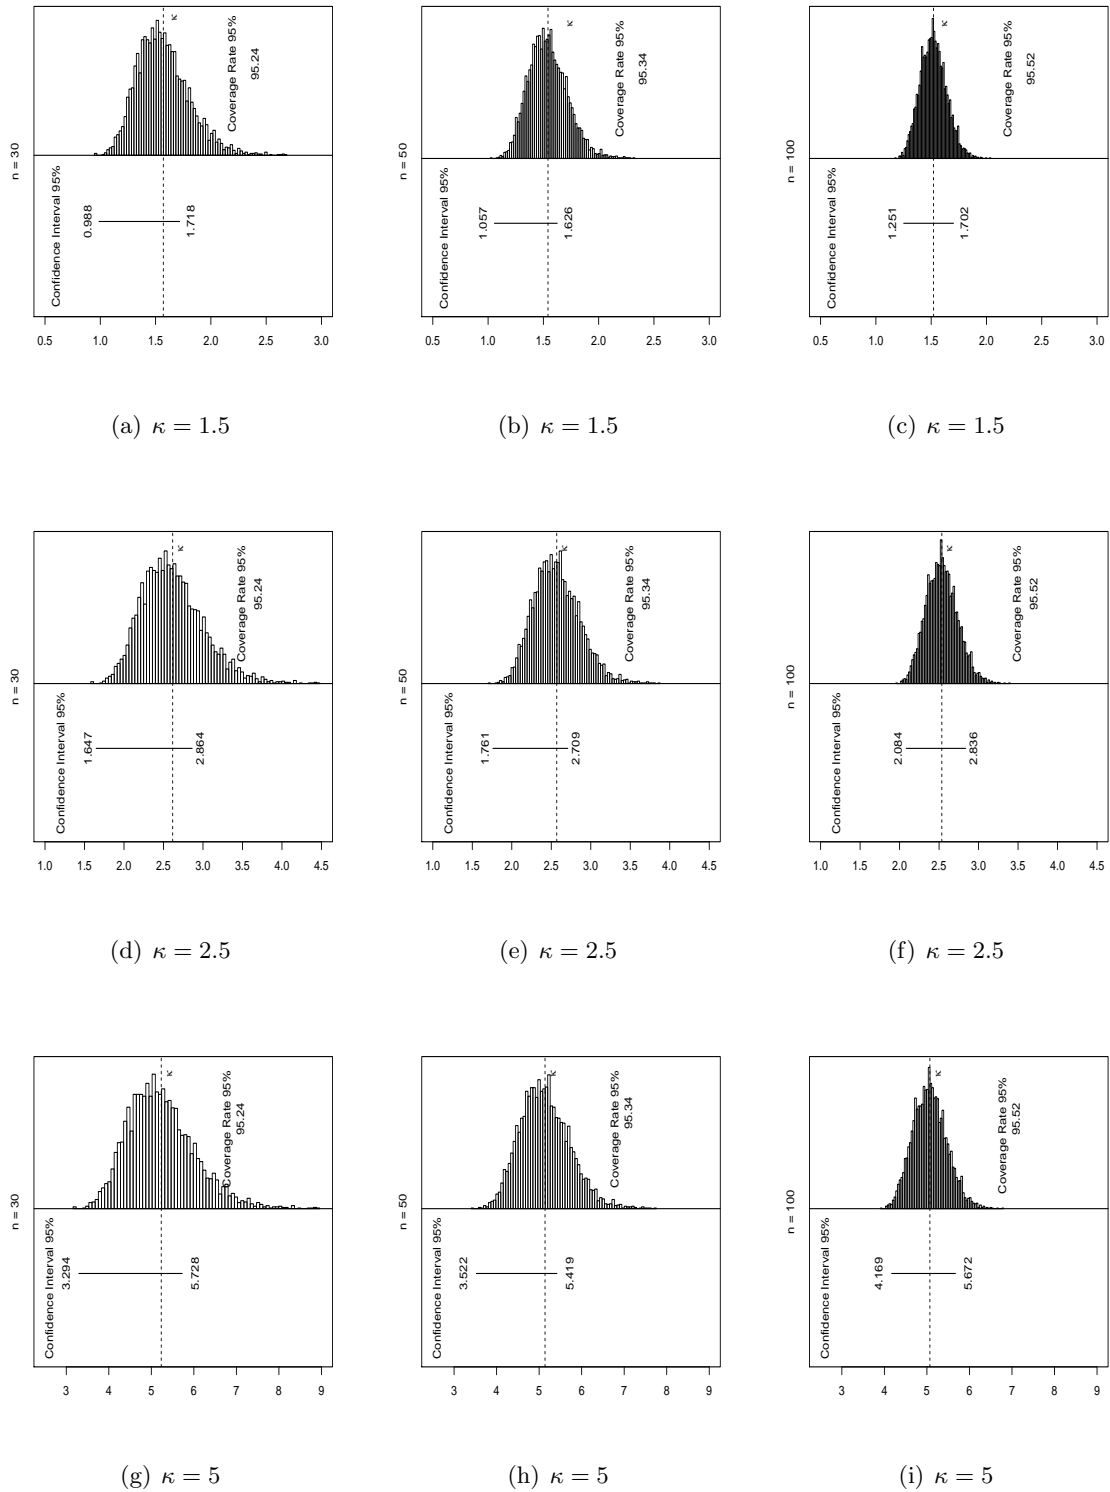 n = 30
κ
Coverage Rate 95%
95.24
Confidence Interval 95%
0.988
1.718
0.5 1.0 1.5 2.0 2.5 3.0
(a) κ = 1.5
n = 50
κ
Coverage Rate 95%
95.34
Confidence Interval 95%
1.057
1.626
0.5 1.0 1.5 2.0 2.5 3.0
(b) κ = 1.5
n = 100
κ
Coverage Rate 95%
95.52
Confidence Interval 95%
1.251
1.702
0.5 1.0 1.5 2.0 2.5 3.0
(c) κ = 1.5
n = 30
κ
Coverage Rate 95%
95.24
Confidence Interval 95%
1.647
2.864
1.0 1.5 2.0 2.5 3.0 3.5 4.0 4.5
(d) κ = 2.5
n = 50
κ
Coverage Rate 95%
95.34
Confidence Interval 95%
1.761
2.709
1.0 1.5 2.0 2.5 3.0 3.5 4.0 4.5
(e) κ = 2.5
n = 100
κ
Coverage Rate 95%
95.52
Confidence Interval 95%
2.084
2.836
1.0 1.5 2.0 2.5 3.0 3.5 4.0 4.5
(f) κ = 2.5
n = 30
κ
Coverage Rate 95%
95.24
Confidence Interval 95%
3.294
5.728
3 4 5 6 7 8 9
(g) κ = 5
n = 50
κ
Coverage Rate 95%
95.34
Confidence Interval 95%
3.522
5.419
3 4 5 6 7 8 9
(h) κ = 5
n = 100
κ
Coverage Rate 95%
95.52
Confidence Interval 95%
4.169
5.672
3 4 5 6 7 8 9
(i) κ = 5